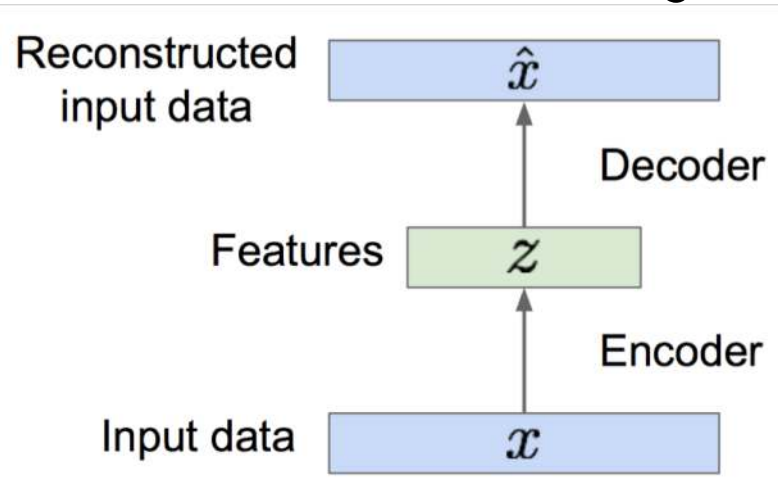 Reconstructed
input data
x̂
Decoder
Features
z
Encoder
Input data
x